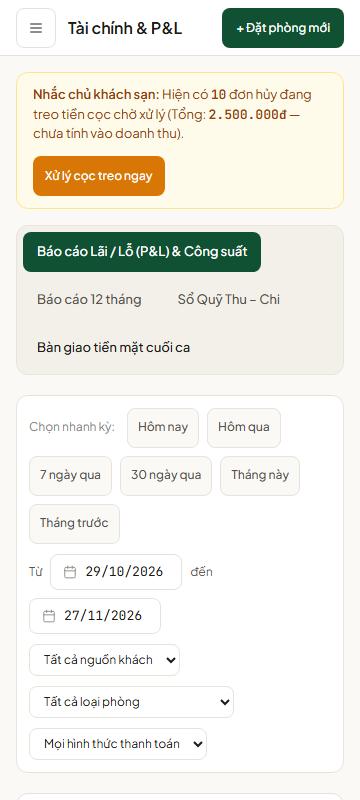 Tài chính & P&L
+ Đặt phòng mới
Nhắc chủ khách sạn: Hiện có 10 đơn hủy đang
treo tiền cọc chờ xử lý (Tổng: 2.500.000đ —
chưa tính vào doanh thu).
Xử lý cọc treo ngay
Báo cáo Lãi / Lỗ (P&L) & Công suất
Báo cáo 12 tháng
Sổ Quỹ Thu – Chi
Bàn giao tiền mặt cuối ca
Chọn nhanh kỳ:
Hôm nay
Hôm qua
7 ngày qua
30 ngày qua
Tháng này
Tháng trước
Từ
29/10/2026
đến
27/11/2026
Tất cả nguồn khách
Tất cả loại phòng
Mọi hình thức thanh toán